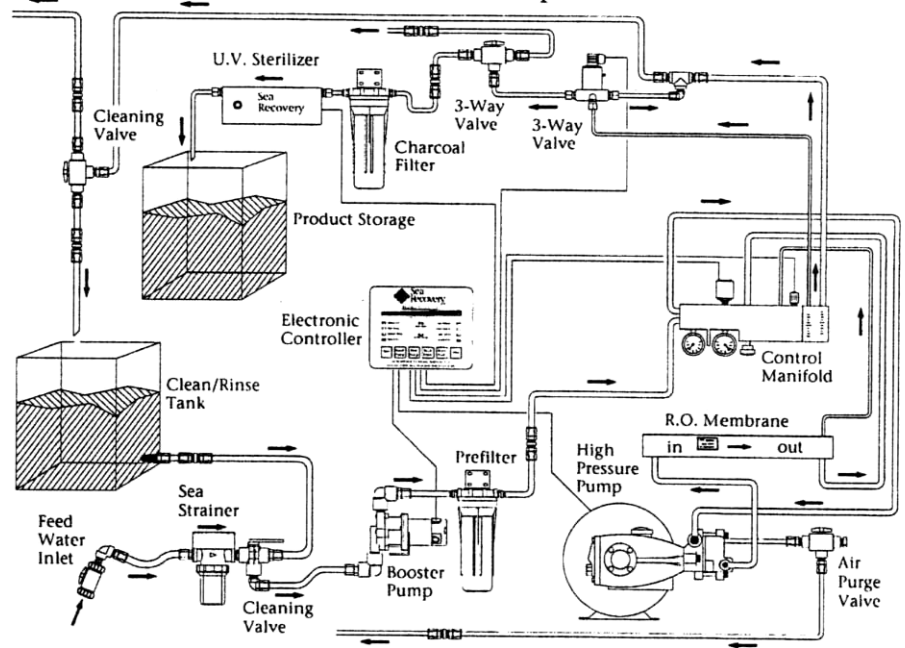 U.V. Sterilizer
Sea
Recovery
Cleaning
Valve
3-Way
Valve
3-Way
Valve
Charcoal
Filter
Product Storage
Sea
Recovery
Electronic
Controller
Control
Manifold
Clean/Rinse
Tank
R.O. Membrane
in
out
Prefilter
High
Pressure
Pump
Sea
Strainer
Feed
Water
Inlet
Booster
Pump
Cleaning
Valve
Air
Purge
Valve